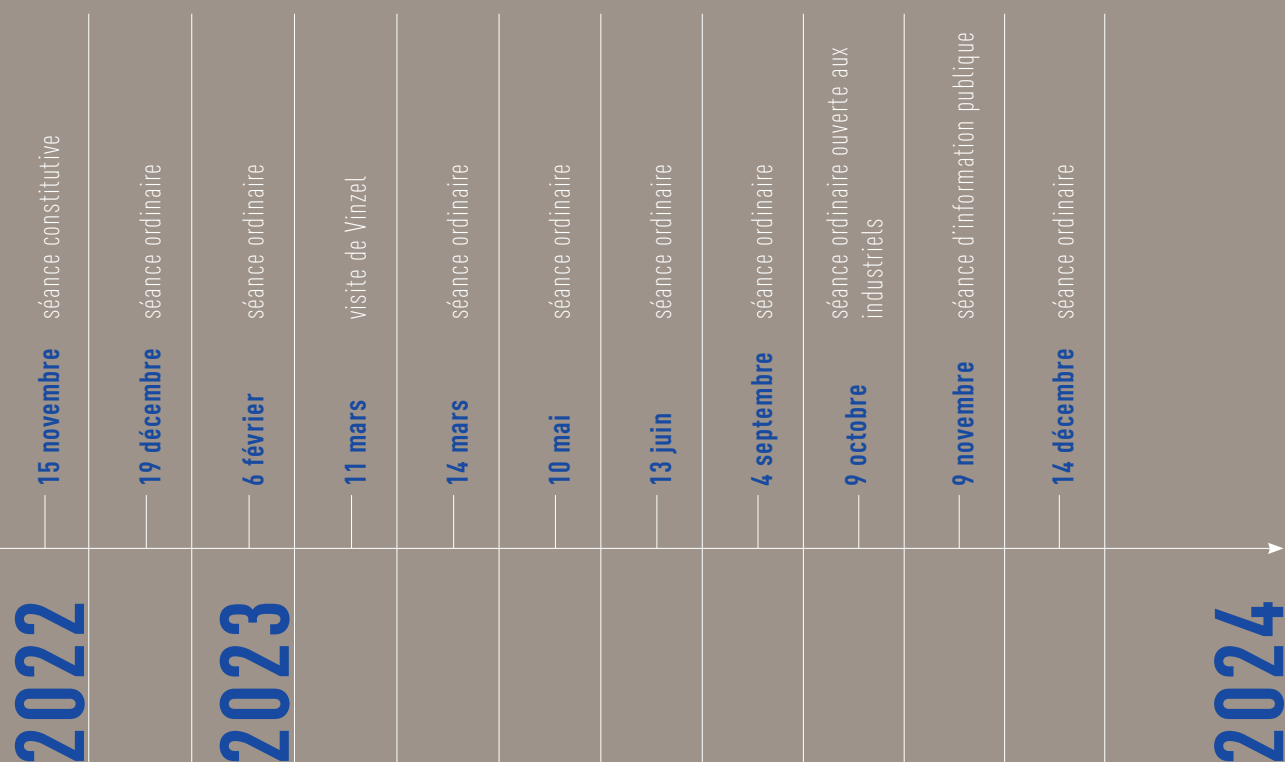 2022
15 novembre
séance constitutive
19 décembre
séance ordinaire
2023
6 février
séance ordinaire
11 mars
visite de Vinzel
14 mars
séance ordinaire
10 mai
séance ordinaire
13 juin
séance ordinaire
4 septembre
séance ordinaire
9 octobre
séance ordinaire ouverte aux
industriels
9 novembre
séance d'information publique
14 décembre
séance ordinaire
2024